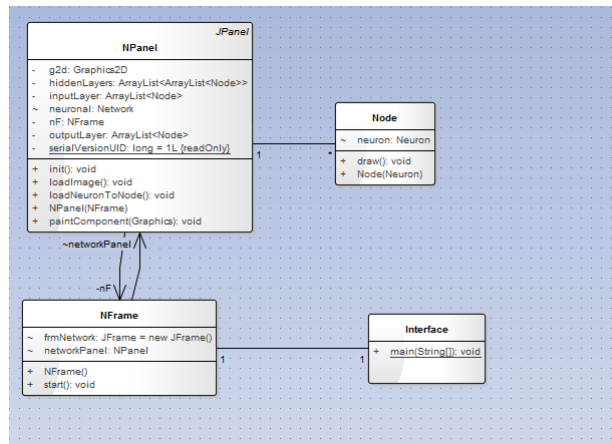 JPanel
NPanel
- g2d: Graphics2D
- hiddenLayers: ArrayList<ArrayList<Node>>
- inputLayer: ArrayList<Node>
~ neuronal: Network
- nF: NFrame
- outputLayer: ArrayList<Node>
- serialVersionUID: long = 1L {readOnly}
+ init(): void
+ loadImage(): void
+ loadNeuronToNode(): void
+ NPanel(NFrame)
+ paintComponent(Graphics): void
Node
~ neuron: Neuron
+ draw(): void
+ Node(Neuron)
1
*
~networkPanel
-nF
NFrame
~ frmNetwork: JFrame = new JFrame()
~ networkPanel: NPanel
+ NFrame()
+ start(): void
Interface
+ main(String[]): void
1
1